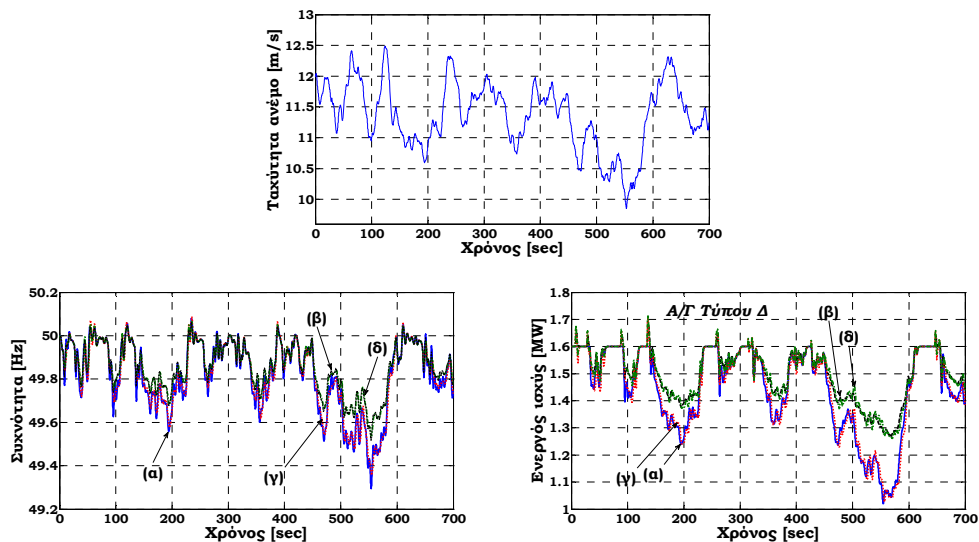 13
12.5
12
11.5
11
10.5
10
0 100 200 300 400 500 600 700
Ταχύτητα ανέμο [m/s]
Χρόνος [sec]
50.2
50
49.8
49.6
49.4
49.2
0 100 200 300 400 500 600 700
Συχνότητα [Hz]
Χρόνος [sec]
(β)
(δ)
(α)
(γ)
1.8
1.7
1.6
1.5
1.4
1.3
1.2
1.1
1
0 100 200 300 400 500 600 700
Ενεργός ισχύς [MW]
Χρόνος [sec]
Α/Γ Τύπου Δ
(β)
(δ)
(γ) (α)